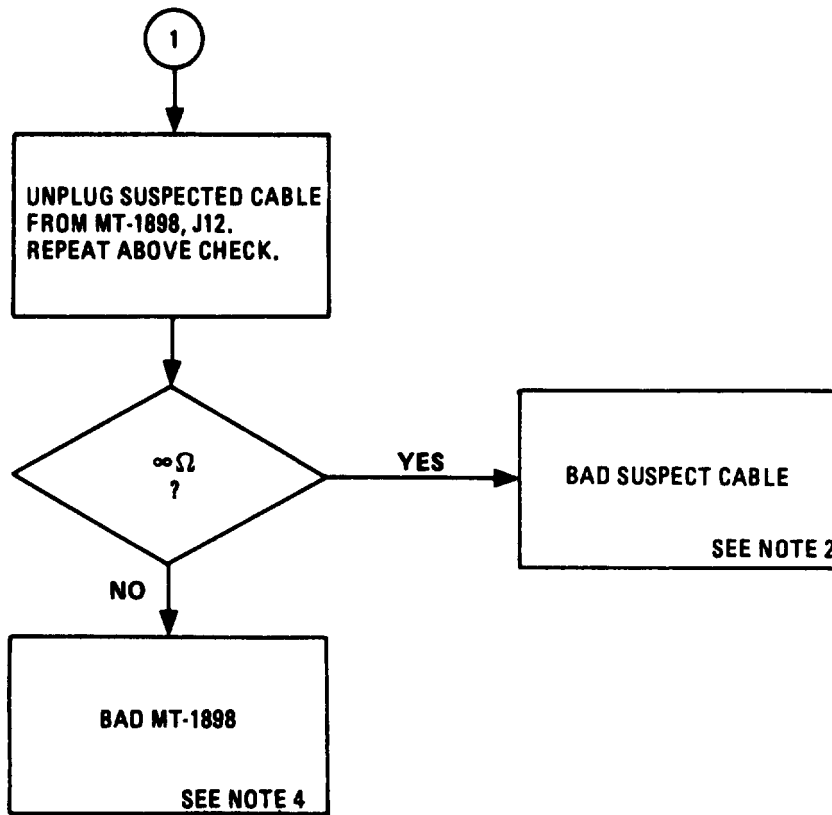 1
UNPLUG SUSPECTED CABLE
FROM MT-1898, J12.
REPEAT ABOVE CHECK.
∞Ω
?
YES
BAD SUSPECT CABLE
SEE NOTE 2
NO
BAD MT-1898
SEE NOTE 4